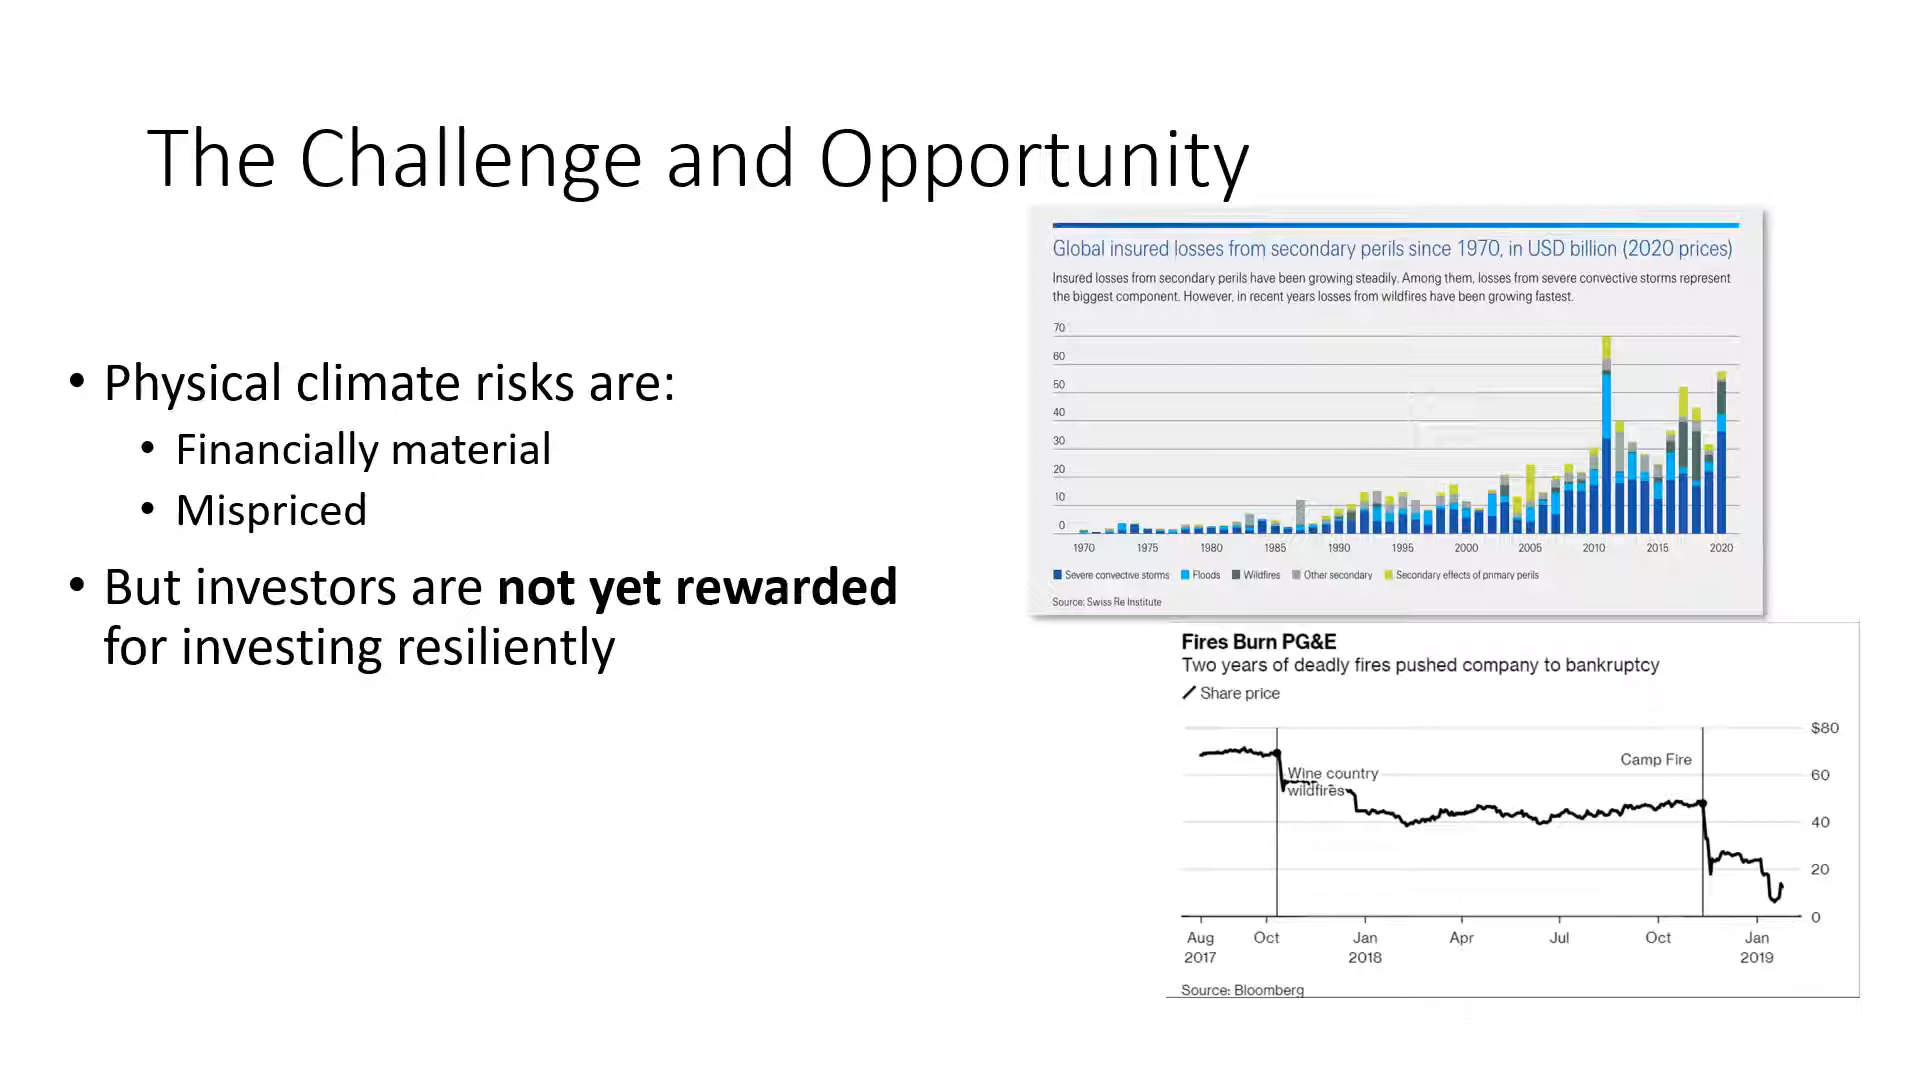 The Challenge and Opportunity
• Physical climate risks are:
• Financially material
• Mispriced
• But investors are not yet rewarded
for investing resiliently
Global insured losses from secondary perils since 1970, in USD billion (2020 prices)
Insured losses from secondary perils have been growing steadily. Among them, losses from severe convective storms represent
the biggest component. However, in recent years losses from wildfires have been growing fastest.
70
60
50
40
30
20
10
0
1970 1975 1980 1985 1990 1995 2000 2005 2010 2015 2020
Severe convective storms Floods Wildfires Other secondary Secondary effects of primary perils
Source: Swiss Re Institute
Fires Burn PG&E
Two years of deadly fires pushed company to bankruptcy
Share price
$80
Camp Fire
Wine country
wildfires
60
40
20
0
Aug Oct Jan Apr Jul Oct Jan
2017 2018 2019
Source: Bloomberg